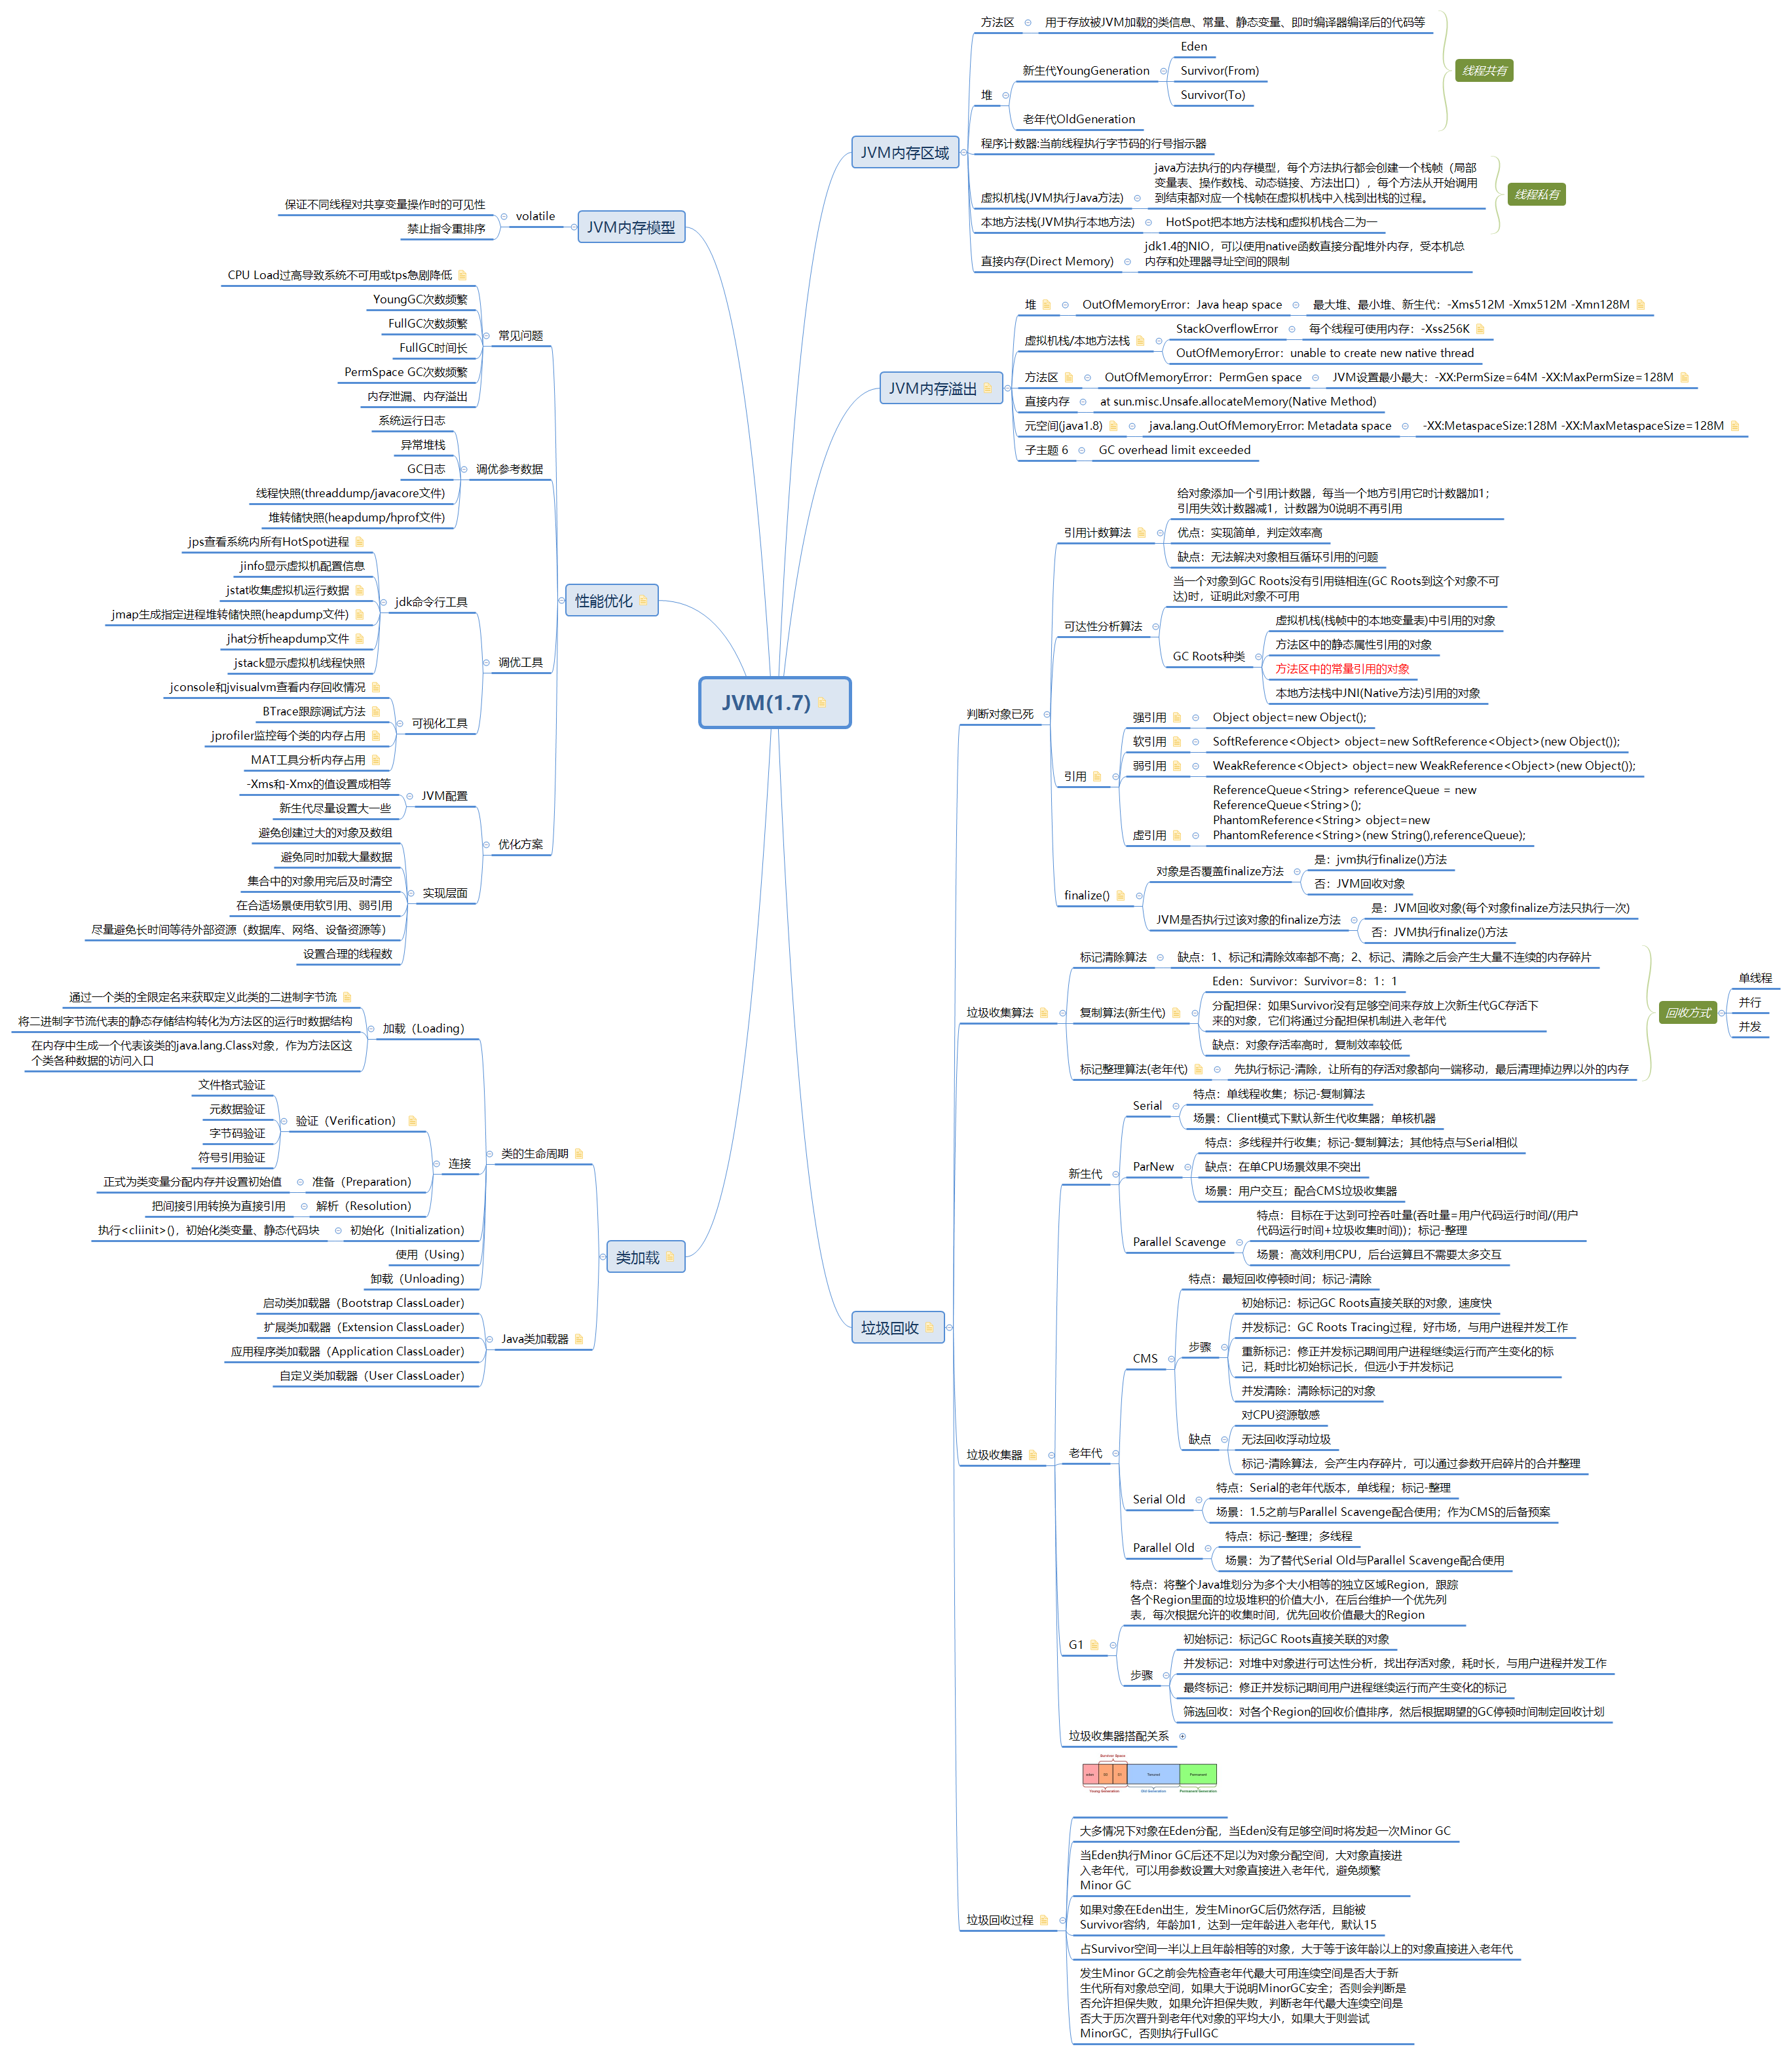 JVM(1.7)
JVM内存区域
方法区
用于存放被JVM加载的类信息、常量、静态变量、即时编译器编译后的代码等
堆
新生代YoungGeneration
Eden
Survivor(From)
Survivor(To)
老年代OldGeneration
线程共有
程序计数器:当前线程执行字节码的行号指示器
虚拟机栈(JVM执行Java方法)
java方法执行的内存模型，每个方法执行都会创建一个栈帧（局部
变量表、操作数栈、动态链接、方法出口），每个方法从开始调用
到结束都对应一个栈帧在虚拟机栈中入栈到出栈的过程。
本地方法栈(JVM执行本地方法)
HotSpot把本地方法栈和虚拟机栈合二为一
线程私有
直接内存(Direct Memory)
jdk1.4的NIO，可以使用native函数直接分配堆外内存，受本机总
内存和处理器寻址空间的限制
JVM内存溢出
堆
OutOfMemoryError：Java heap space
最大堆、最小堆、新生代：-Xms512M -Xmx512M -Xmn128M
虚拟机栈/本地方法栈
StackOverflowError
每个线程可使用内存：-Xss256K
OutOfMemoryError：unable to create new native thread
方法区
OutOfMemoryError：PermGen space
JVM设置最小最大：-XX:PermSize=64M -XX:MaxPermSize=128M
直接内存
at sun.misc.Unsafe.allocateMemory(Native Method)
元空间(java1.8)
java.lang.OutOfMemoryError: Metadata space
-XX:MetaspaceSize:128M -XX:MaxMetaspaceSize=128M
子主题 6
GC overhead limit exceeded
垃圾回收
判断对象已死
引用计数算法
给对象添加一个引用计数器，每当一个地方引用它时计数器加1；
引用失效计数器减1，计数器为0说明不再引用
优点：实现简单，判定效率高
缺点：无法解决对象相互循环引用的问题
可达性分析算法
当一个对象到GC Roots没有引用链相连(GC Roots到这个对象不可
达)时，证明此对象不可用
GC Roots种类
虚拟机栈(栈帧中的本地变量表)中引用的对象
方法区中的静态属性引用的对象
方法区中的常量引用的对象
本地方法栈中JNI(Native方法)引用的对象
引用
强引用
Object object=new Object();
软引用
SoftReference<Object> object=new SoftReference<Object>(new Object());
弱引用
WeakReference<Object> object=new WeakReference<Object>(new Object());
虚引用
ReferenceQueue<String> referenceQueue = new
ReferenceQueue<String>();
PhantomReference<String> object=new
PhantomReference<String>(new String(),referenceQueue);
finalize()
对象是否覆盖finalize方法
是：jvm执行finalize()方法
否：JVM回收对象
JVM是否执行过该对象的finalize方法
是：JVM回收对象(每个对象finalize方法只执行一次)
否：JVM执行finalize()方法
垃圾收集算法
标记清除算法
缺点：1、标记和清除效率都不高；2、标记、清除之后会产生大量不连续的内存碎片
复制算法(新生代)
Eden：Survivor：Survivor=8：1：1
分配担保：如果Survivor没有足够空间来存放上次新生代GC存活下
来的对象，它们将通过分配担保机制进入老年代
缺点：对象存活率高时，复制效率较低
标记整理算法(老年代)
先执行标记-清除，让所有的存活对象都向一端移动，最后清理掉边界以外的内存
回收方式
单线程
并行
并发
垃圾收集器
新生代
Serial
特点：单线程收集；标记-复制算法
场景：Client模式下默认新生代收集器；单核机器
ParNew
特点：多线程并行收集；标记-复制算法；其他特点与Serial相似
缺点：在单CPU场景效果不突出
场景：用户交互；配合CMS垃圾收集器
Parallel Scavenge
特点：目标在于达到可控吞吐量(吞吐量=用户代码运行时间/(用户
代码运行时间+垃圾收集时间))；标记-整理
场景：高效利用CPU，后台运算且不需要太多交互
老年代
CMS
特点：最短回收停顿时间；标记-清除
步骤
初始标记：标记GC Roots直接关联的对象，速度快
并发标记：GC Roots Tracing过程，好市场，与用户进程并发工作
重新标记：修正并发标记期间用户进程继续运行而产生变化的标
记，耗时比初始标记长，但远小于并发标记
并发清除：清除标记的对象
缺点
对CPU资源敏感
无法回收浮动垃圾
标记-清除算法，会产生内存碎片，可以通过参数开启碎片的合并整理
Serial Old
特点：Serial的老年代版本，单线程；标记-整理
场景：1.5之前与Parallel Scavenge配合使用；作为CMS的后备预案
Parallel Old
特点：标记-整理；多线程
场景：为了替代Serial Old与Parallel Scavenge配合使用
G1
特点：将整个Java堆划分为多个大小相等的独立区域Region，跟踪
各个Region里面的垃圾堆积的价值大小，在后台维护一个优先列
表，每次根据允许的收集时间，优先回收价值最大的Region
步骤
初始标记：标记GC Roots直接关联的对象
并发标记：对堆中对象进行可达性分析，找出存活对象，耗时长，与用户进程并发工作
最终标记：修正并发标记期间用户进程继续运行而产生变化的标记
筛选回收：对各个Region的回收价值排序，然后根据期望的GC停顿时间制定回收计划
垃圾收集器搭配关系
垃圾回收过程
Survivor Space
eden
S0
S1
Tenured
Permanent
Young Generation
Old Generation
Permanent Generation
大多情况下对象在Eden分配，当Eden没有足够空间时将发起一次Minor GC
当Eden执行Minor GC后还不足以为对象分配空间，大对象直接进
入老年代，可以用参数设置大对象直接进入老年代，避免频繁
Minor GC
如果对象在Eden出生，发生MinorGC后仍然存活，且能被
Survivor容纳，年龄加1，达到一定年龄进入老年代，默认15
占Survivor空间一半以上且年龄相等的对象，大于等于该年龄以上的对象直接进入老年代
发生Minor GC之前会先检查老年代最大可用连续空间是否大于新
生代所有对象总空间，如果大于说明MinorGC安全；否则会判断是
否允许担保失败，如果允许担保失败，判断老年代最大连续空间是
否大于历次晋升到老年代对象的平均大小，如果大于则尝试
MinorGC，否则执行FullGC
JVM内存模型
volatile
保证不同线程对共享变量操作时的可见性
禁止指令重排序
性能优化
常见问题
CPU Load过高导致系统不可用或tps急剧降低
YoungGC次数频繁
FullGC次数频繁
FullGC时间长
PermSpace GC次数频繁
内存泄漏、内存溢出
调优参考数据
系统运行日志
异常堆栈
GC日志
线程快照(threaddump/javacore文件)
堆转储快照(heapdump/hprof文件)
调优工具
jdk命令行工具
jps查看系统内所有HotSpot进程
jinfo显示虚拟机配置信息
jstat收集虚拟机运行数据
jmap生成指定进程堆转储快照(heapdump文件)
jhat分析heapdump文件
jstack显示虚拟机线程快照
可视化工具
jconsole和jvisualvm查看内存回收情况
BTrace跟踪调试方法
jprofiler监控每个类的内存占用
MAT工具分析内存占用
优化方案
JVM配置
-Xms和-Xmx的值设置成相等
新生代尽量设置大一些
实现层面
避免创建过大的对象及数组
避免同时加载大量数据
集合中的对象用完后及时清空
在合适场景使用软引用、弱引用
尽量避免长时间等待外部资源（数据库、网络、设备资源等）
设置合理的线程数
类加载
类的生命周期
加载（Loading）
通过一个类的全限定名来获取定义此类的二进制字节流
将二进制字节流代表的静态存储结构转化为方法区的运行时数据结构
在内存中生成一个代表该类的java.lang.Class对象，作为方法区这
个类各种数据的访问入口
连接
验证（Verification）
文件格式验证
元数据验证
字节码验证
符号引用验证
准备（Preparation）
正式为类变量分配内存并设置初始值
解析（Resolution）
把间接引用转换为直接引用
初始化（Initialization）
执行<cliinit>()，初始化类变量、静态代码块
使用（Using）
卸载（Unloading）
Java类加载器
启动类加载器（Bootstrap ClassLoader）
扩展类加载器（Extension ClassLoader）
应用程序类加载器（Application ClassLoader）
自定义类加载器（User ClassLoader）